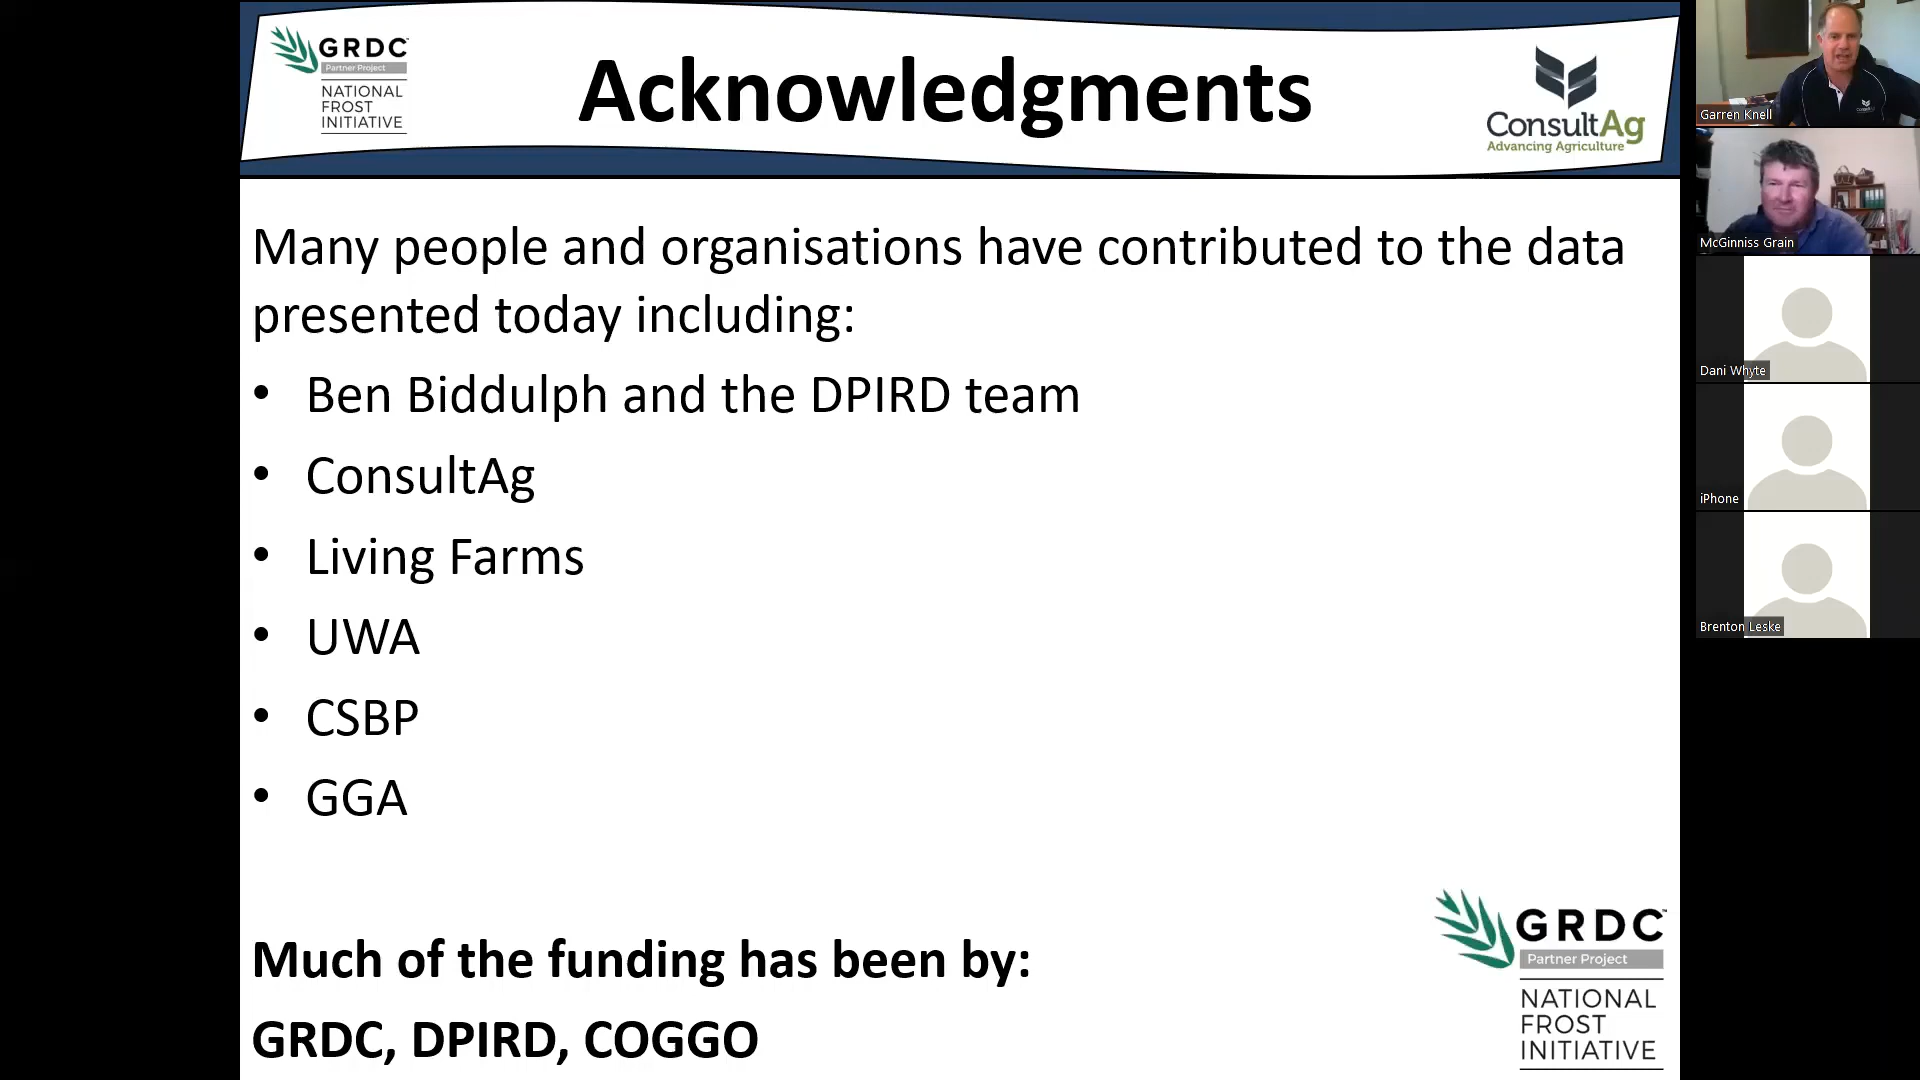 GRDC™
Partner Project
NATIONAL
FROST
INITIATIVE
Acknowledgments
ConsultAg
Advancing Agriculture
Many people and organisations have contributed to the data
presented today including:
• Ben Biddulph and the DPIRD team
• ConsultAg
• Living Farms
• UWA
• CSBP
• GGA
Much of the funding has been by:
GRDC, DPIRD, COGGO
GRDC™
Partner Project
NATIONAL
FROST
INITIATIVE
Garren Knell
McGinniss Grain
Dani Whyte
iPhone
Brenton Leske